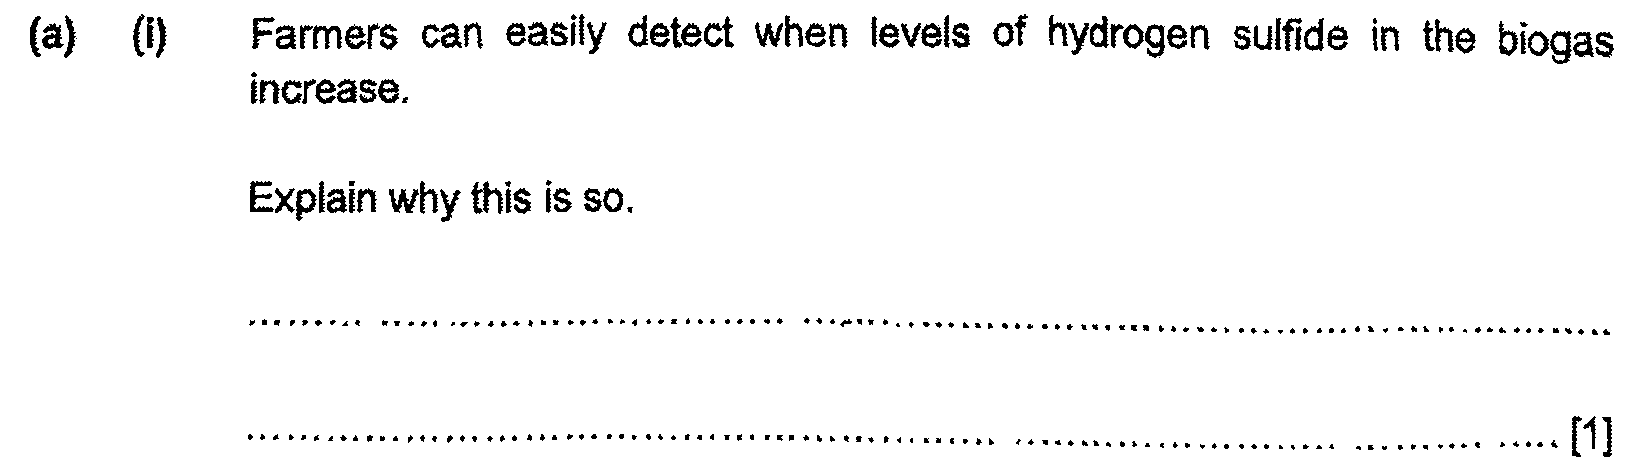 (a) (i) Farmers can easily detect when levels of hydrogen sulfide in the biogas
increase.
Explain why this is so.
[1]